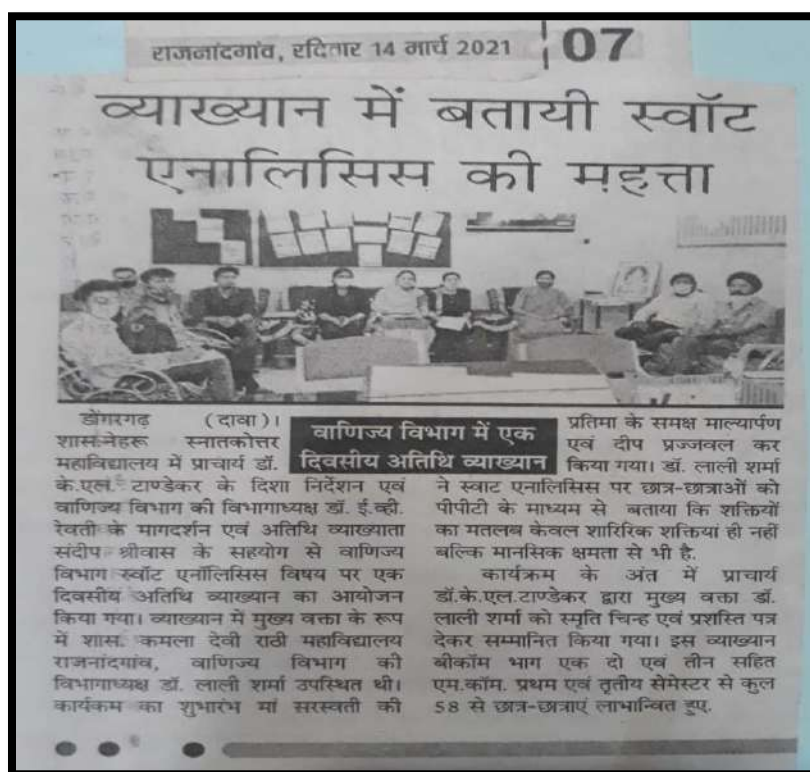 राजनांदगांव, रविवार 14 मार्च 2021 07
व्याख्यान में बतायी स्वॉट
एनालिसिस की महत्ता
डोंगरगढ़ (दावा)।
शास.नेहरू स्नातकोत्तर
महाविद्यालय में प्राचार्य डॉ.
के.एल. टाण्डेकर के दिशा निर्देशन एवं
वाणिज्य विभाग की विभागाध्यक्ष डॉ. ई.व्ही.
रेवती के मागदर्शन एवं अतिथि व्याख्याता
संदीप श्रीवास के सहयोग से वाणिज्य
विभाग स्वॉट एनॉलिसिस विषय पर एक
दिवसीय अतिथि व्याख्यान का आयोजन
किया गया। व्याख्यान में मुख्य वक्ता के रूप
में शास. कमला देवी राठी महाविद्यालय
राजनांदगांव, वाणिज्य विभाग की
विभागाध्यक्ष डॉ. लाली शर्मा उपस्थित थी।
कार्यकम का शुभारंभ मां सरस्वती की
वाणिज्य विभाग में एक
दिवसीय अतिथि व्याख्यान
प्रतिमा के समक्ष माल्यार्पण
एवं दीप प्रज्जवल कर
किया गया। डॉ. लाली शर्मा
ने स्वाट एनालिसिस पर छात्र-छात्राओं को
पीपीटी के माध्यम से बताया कि शक्तियों
का मतलब केवल शारिरिक शक्तियां ही नहीं
बल्कि मानसिक क्षमता से भी है.
कार्यक्रम के अंत में प्राचार्य
डॉ.के.एल.टाण्डेकर द्वारा मुख्य वक्ता डॉ.
लाली शर्मा को स्मृति चिन्ह एवं प्रशस्ति पत्र
देकर सम्मानित किया गया। इस व्याख्यान
बीकॉम भाग एक दो एवं तीन सहित
एम.कॉम. प्रथम एवं तृतीय सेमेस्टर से कुल
58 से छात्र-छात्राएं लाभान्वित हुए.